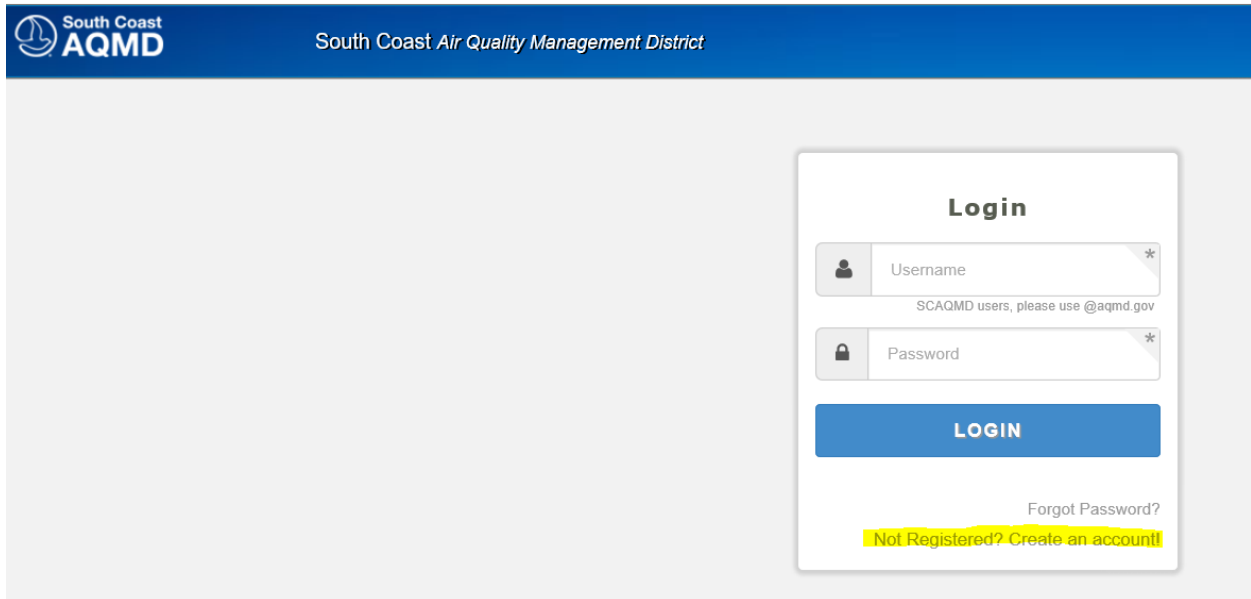 South Coast
AQMD
South Coast Air Quality Management District
Login
Username
*
SCAQMD users, please use @aqmd.gov
Password
*
LOGIN
Forgot Password?
Not Registered? Create an account!